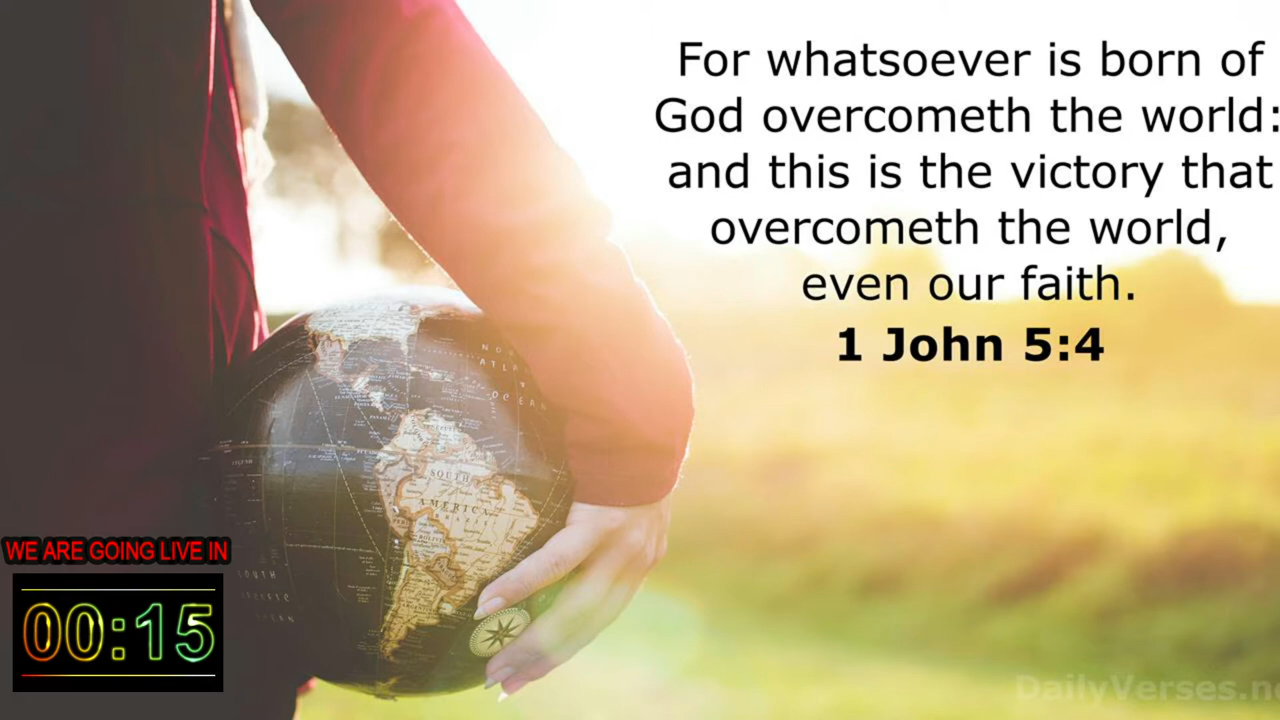 For whatsoever is born of
God overcometh the world:
and this is the victory that
overcometh the world,
even our faith.
1 John 5:4
WE ARE GOING LIVE IN
00:15
SOUTH
AMERICA
DailyVerses.ne